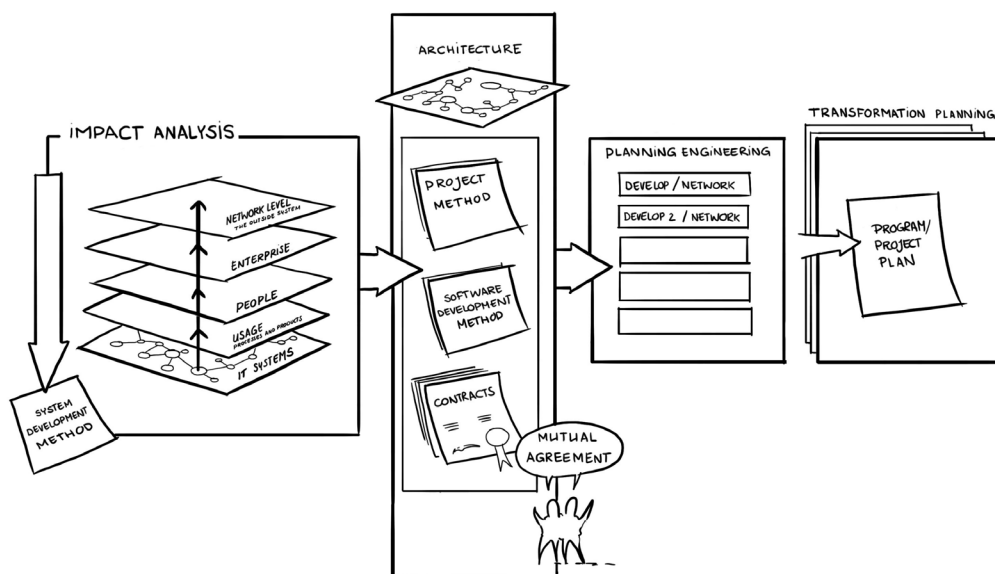 IMPACT ANALYSIS
NETWORK LEVEL
THE OUTSIDE SYSTEM
ENTERPRISE
PEOPLE
USAGE
PROCESSES AND PRODUCTS
IT SYSTEMS
SYSTEM
DEVELOPMENT
METHOD
ARCHITECTURE
PROJECT
METHOD
SOFTWARE
DEVELOPMENT
METHOD
CONTRACTS
MUTUAL
AGREEMENT
PLANNING ENGINEERING
DEVELOP / NETWORK
DEVELOP 2 / NETWORK
TRANSFORMATION PLANNING
PROGRAM/
PROJECT
PLAN